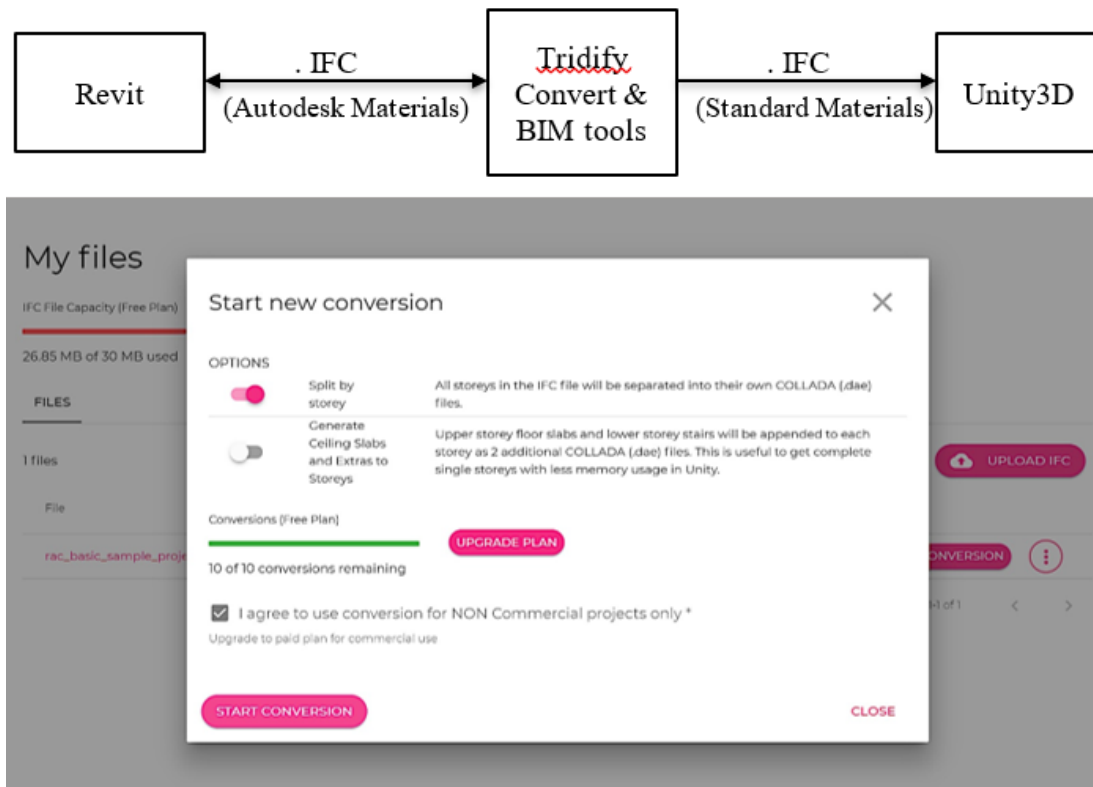 Revit
. IFC
(Autodesk Materials)
Tridify
Convert &
BIM tools
. IFC
(Standard Materials)
Unity3D
My files
IFC File Capacity (Free Plan)
26.85 MB of 30 MB used
FILES
1 files
File
rac_basic_sample_proje
UPLOAD IFC
ONVERSION
1-1 of 1
Start new conversion
OPTIONS
Split by
storey
All storeys in the IFC file will be separated into their own COLLADA (.dae)
files.
Generate
Ceiling Slabs
and Extras to
Storeys
Upper storey floor slabs and lower storey stairs will be appended to each
storey as 2 additional COLLADA (.dae) files. This is useful to get complete
single storeys with less memory usage in Unity.
Conversions (Free Plan)
10 of 10 conversions remaining
UPGRADE PLAN
I agree to use conversion for NON Commercial projects only *
Upgrade to paid plan for commercial use
START CONVERSION
CLOSE